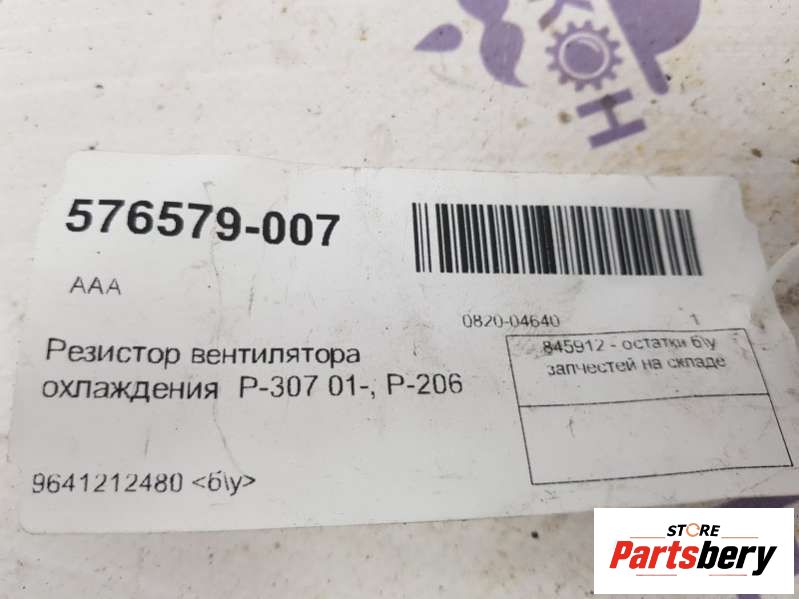 576579-007
AAA
0820-04640 1
Резистор вентилятора
охлаждения P-307 01-, P-206
845912 - остатки б\у
запчестей на складе
9641212480 <б\у>
STORE
Partsbery